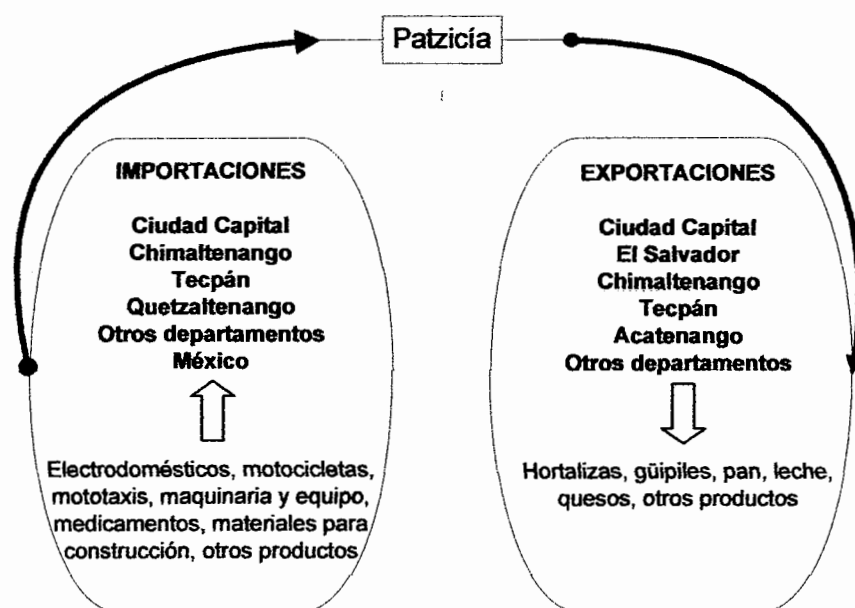 Patzicía
IMPORTACIONES
Ciudad Capital
Chimaltenango
Tecpán
Quetzaltenango
Otros departamentos
México
Electrodomésticos, motocicletas,
mototaxis, maquinaria y equipo,
medicamentos, materiales para
construcción, otros productos
EXPORTACIONES
Ciudad Capital
El Salvador
Chimaltenango
Tecpán
Acatenango
Otros departamentos
Hortalizas, güipiles, pan, leche,
quesos, otros productos